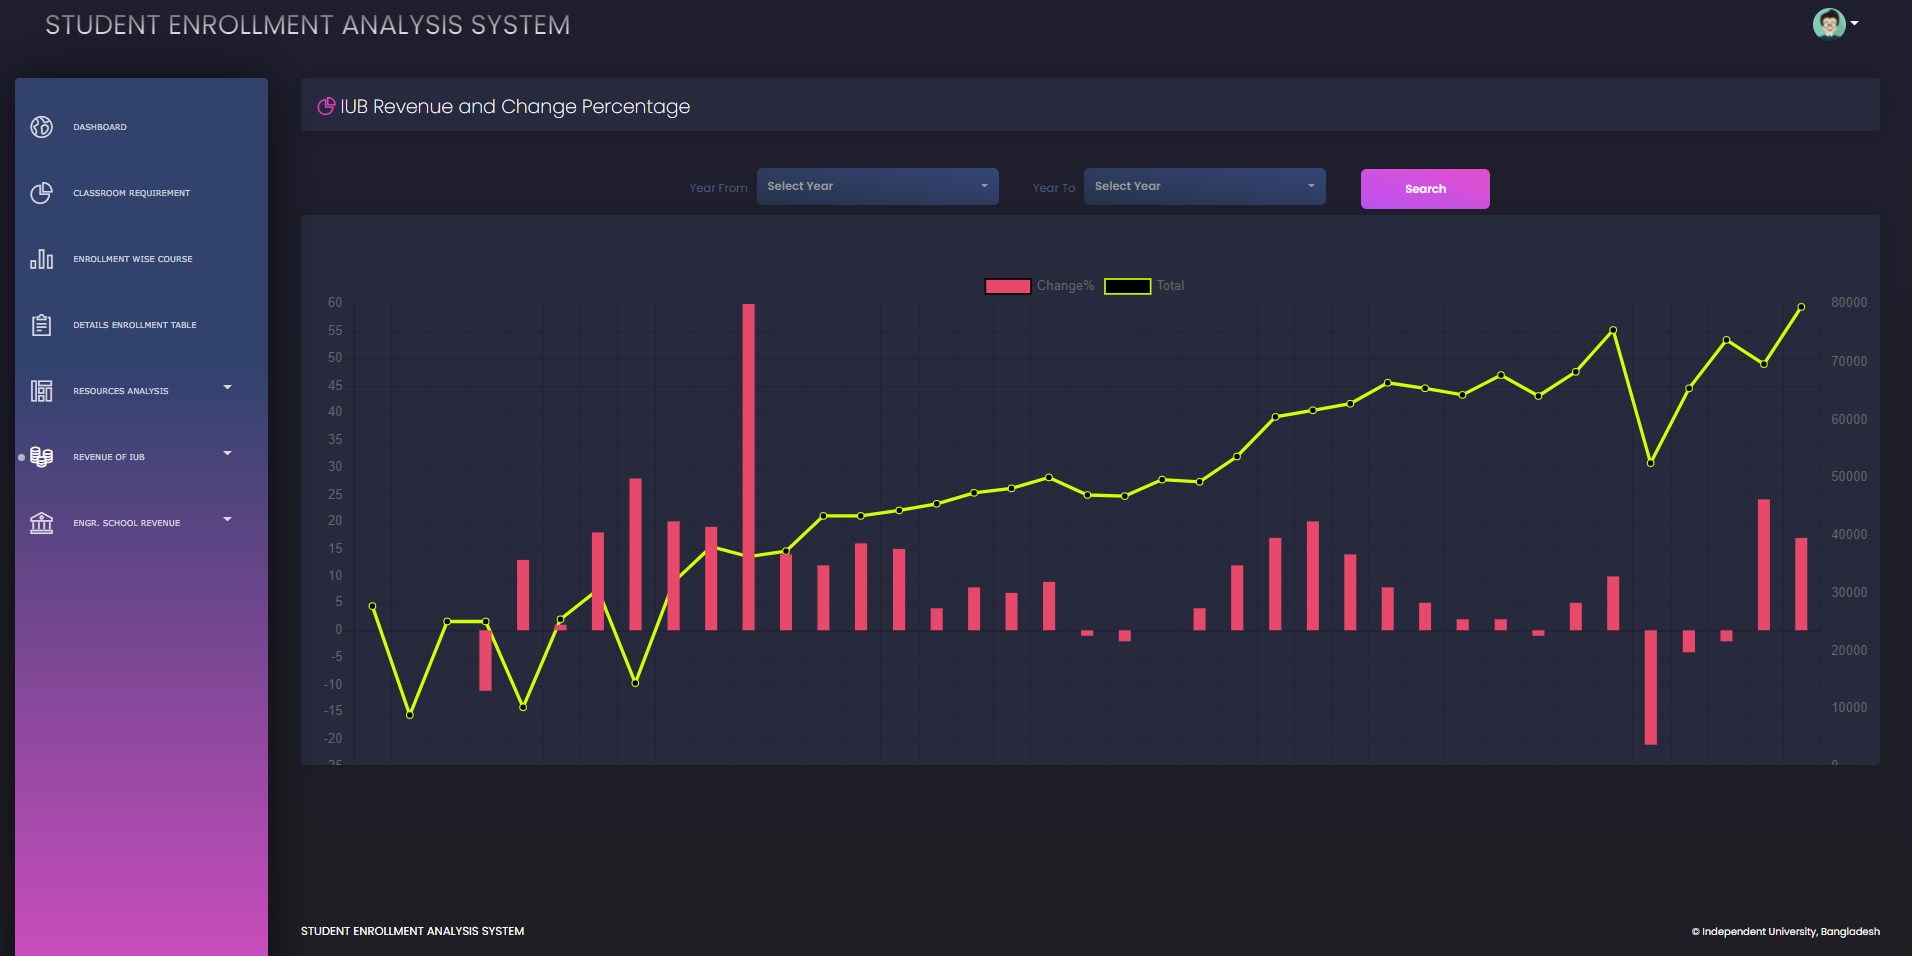 STUDENT ENROLLMENT ANALYSIS SYSTEM
DASHBOARD
CLASSROOM REQUIREMENT
ENROLLMENT WISE COURSE
DETAILS ENROLLMENT TABLE
RESOURCES ANALYSIS
REVENUE OF IUB
ENGR. SCHOOL REVENUE
IUB Revenue and Change Percentage
Year From Select Year Year To Select Year Search
Change% Total
60 80000
55
50 70000
45
40 60000
35
30 50000
25
20 40000
15
10 30000
5
0
-5 20000
-10
-15 10000
-20
STUDENT ENROLLMENT ANALYSIS SYSTEM
© Independent University, Bangladesh